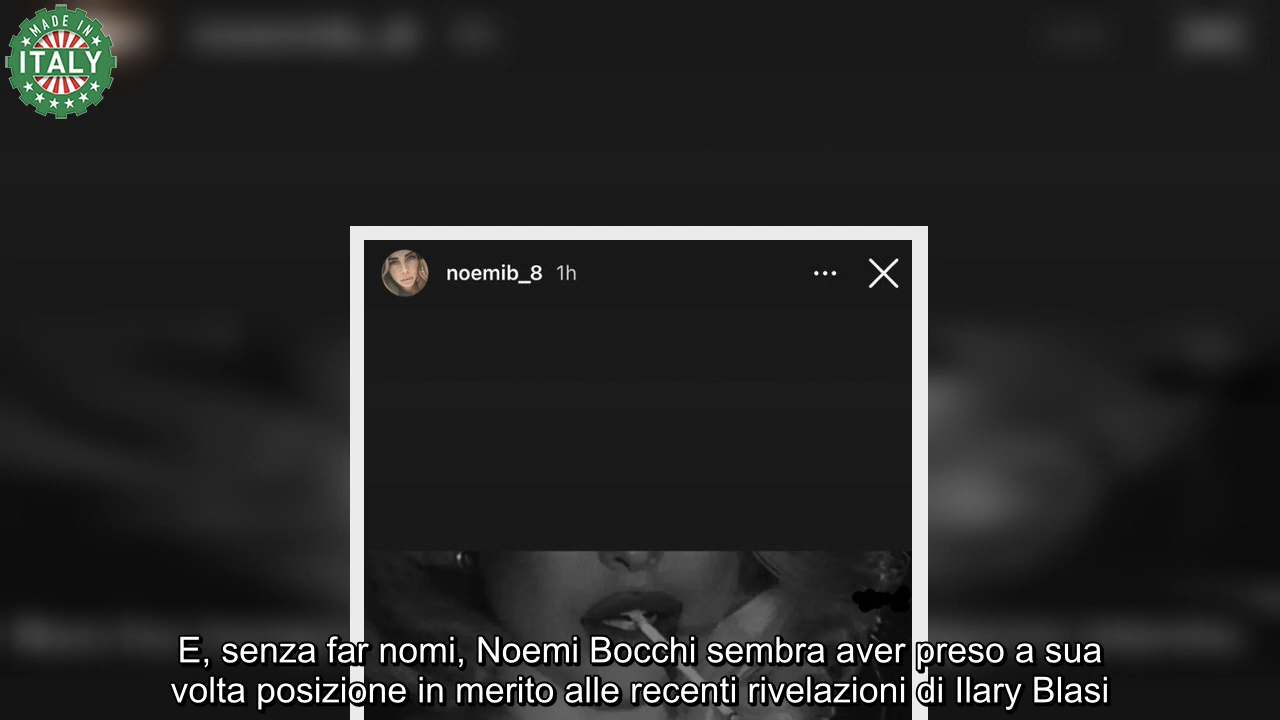 MADE IN
ITALY
noemib_8 1h
E, senza far nomi, Noemi Bocchi sembra aver preso a sua
volta posizione in merito alle recenti rivelazioni di Ilary Blasi